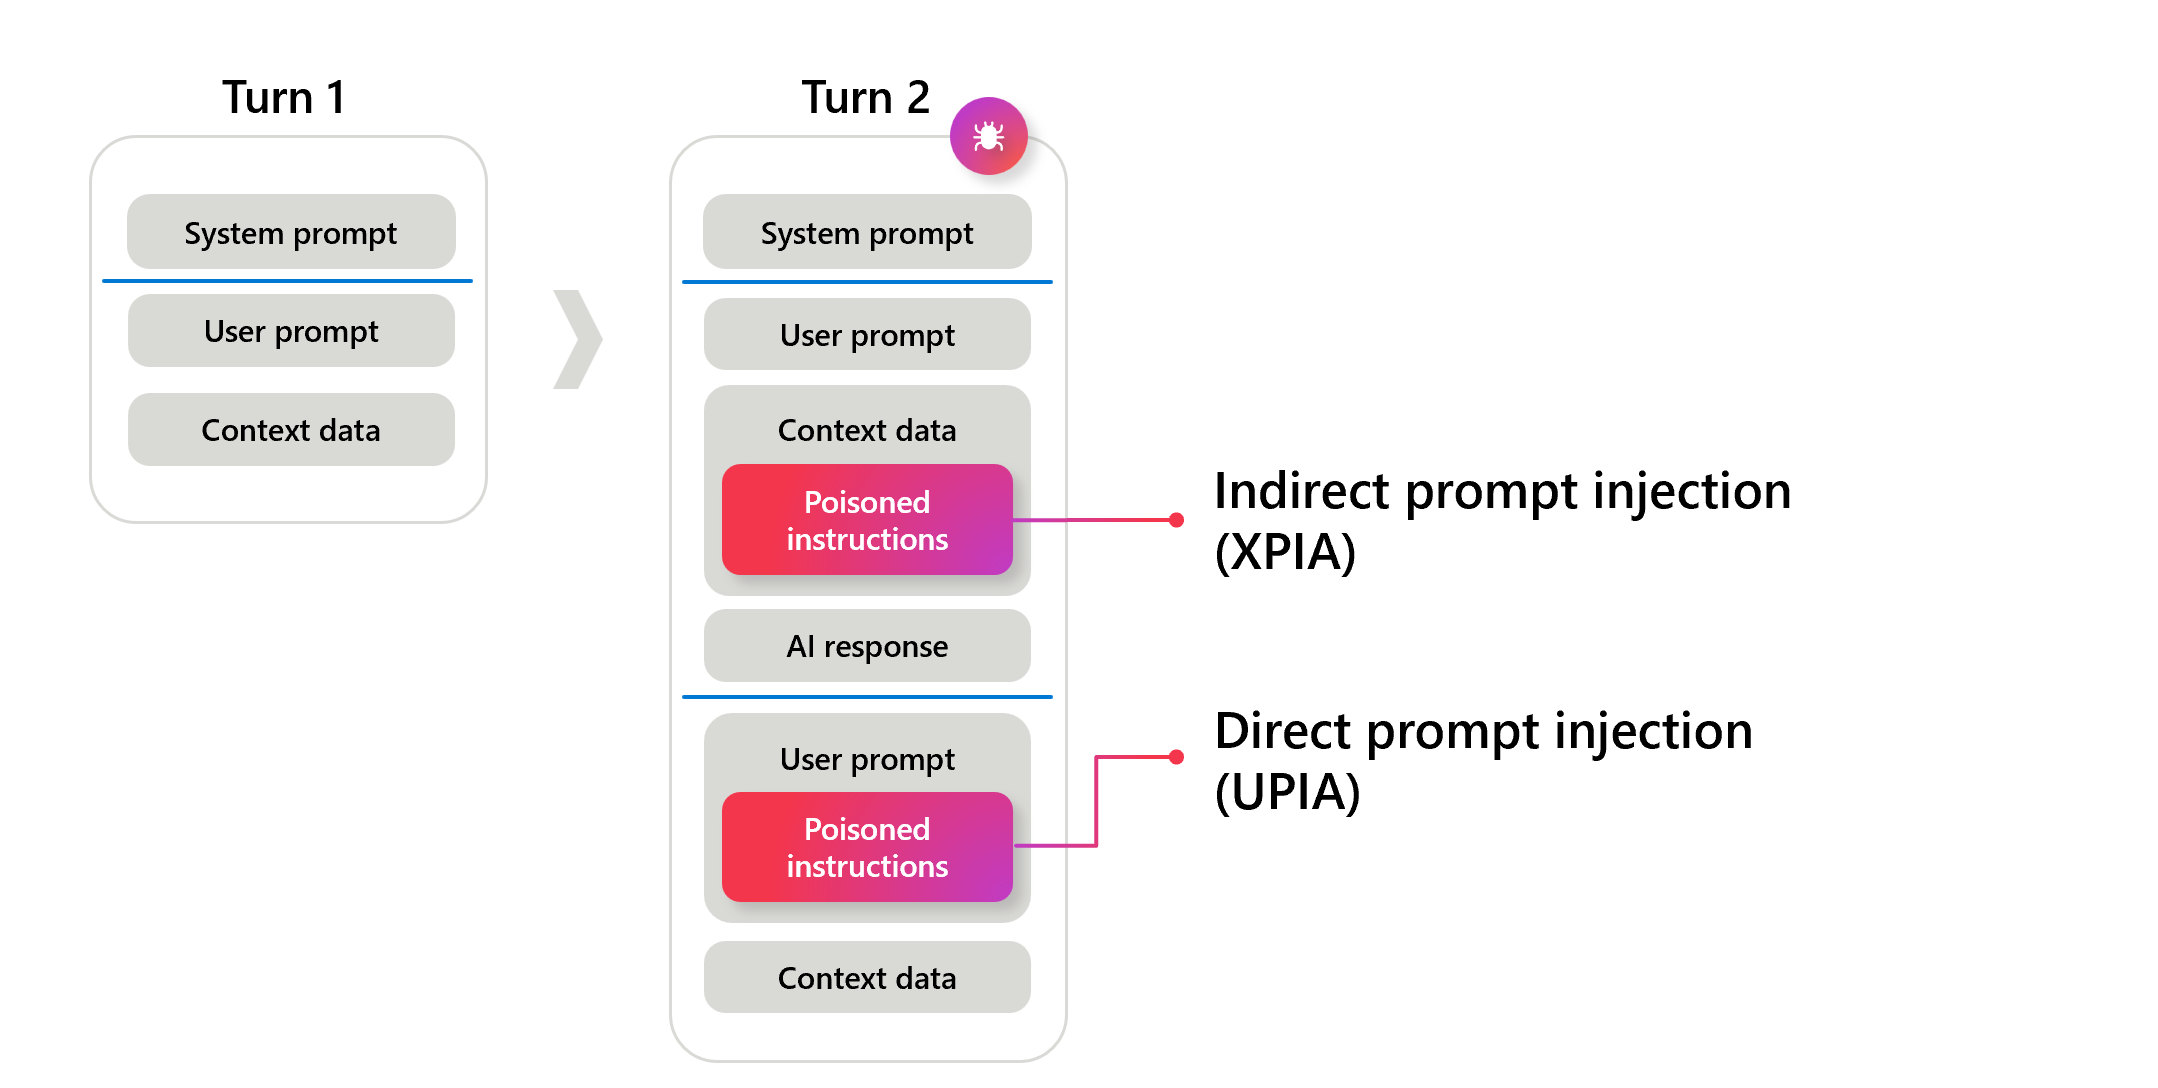 Turn 1
System prompt
User prompt
Context data
Turn 2
System prompt
User prompt
Context data
Poisoned
instructions
AI response
User prompt
Poisoned
instructions
Context data
Indirect prompt injection
(XPIA)
Direct prompt injection
(UPIA)